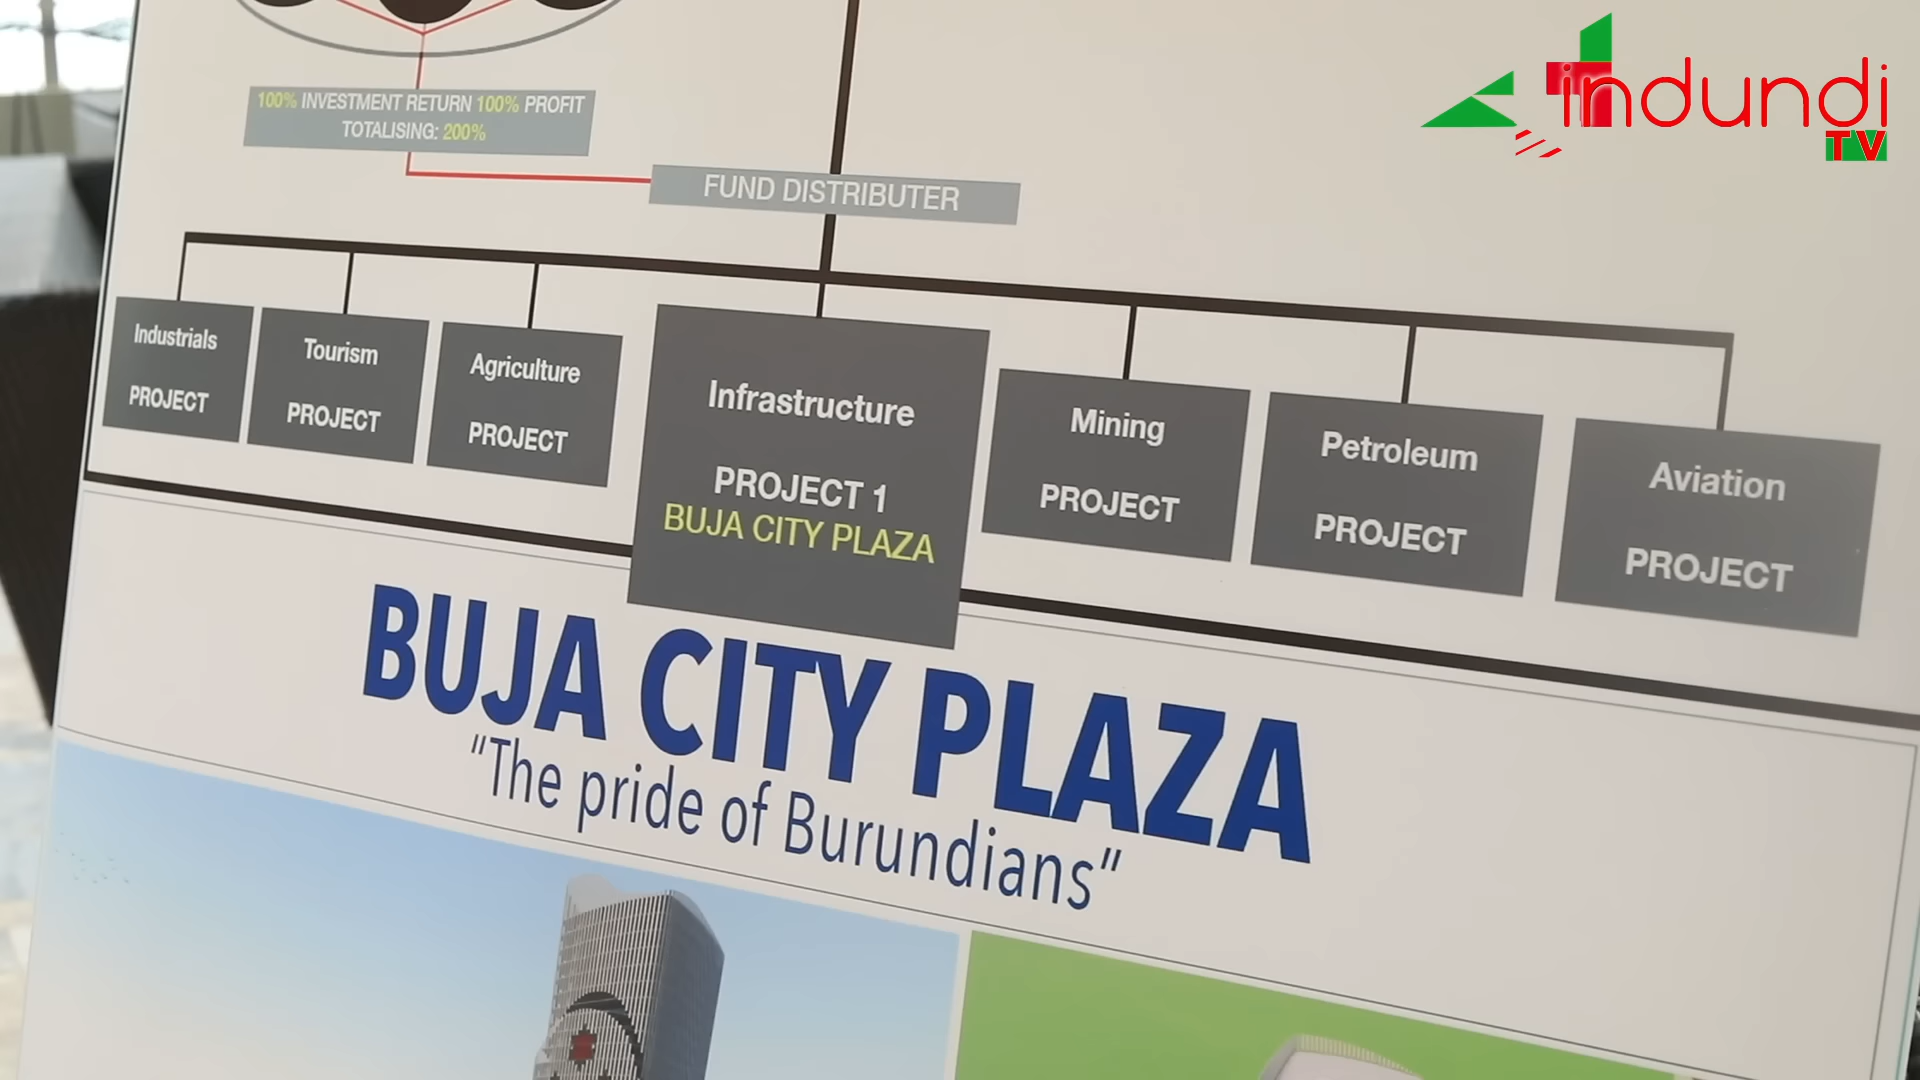 indundi
TV
100% INVESTMENT RETURN 100% PROFIT
TOTALISING: 200%
FUND DISTRIBUTER
Industrials
PROJECT
Tourism
PROJECT
Agriculture
PROJECT
Infrastructure
PROJECT 1
BUJA CITY PLAZA
Mining
PROJECT
Petroleum
PROJECT
Aviation
PROJECT
BUJA CITY PLAZA
“The pride of Burundians”